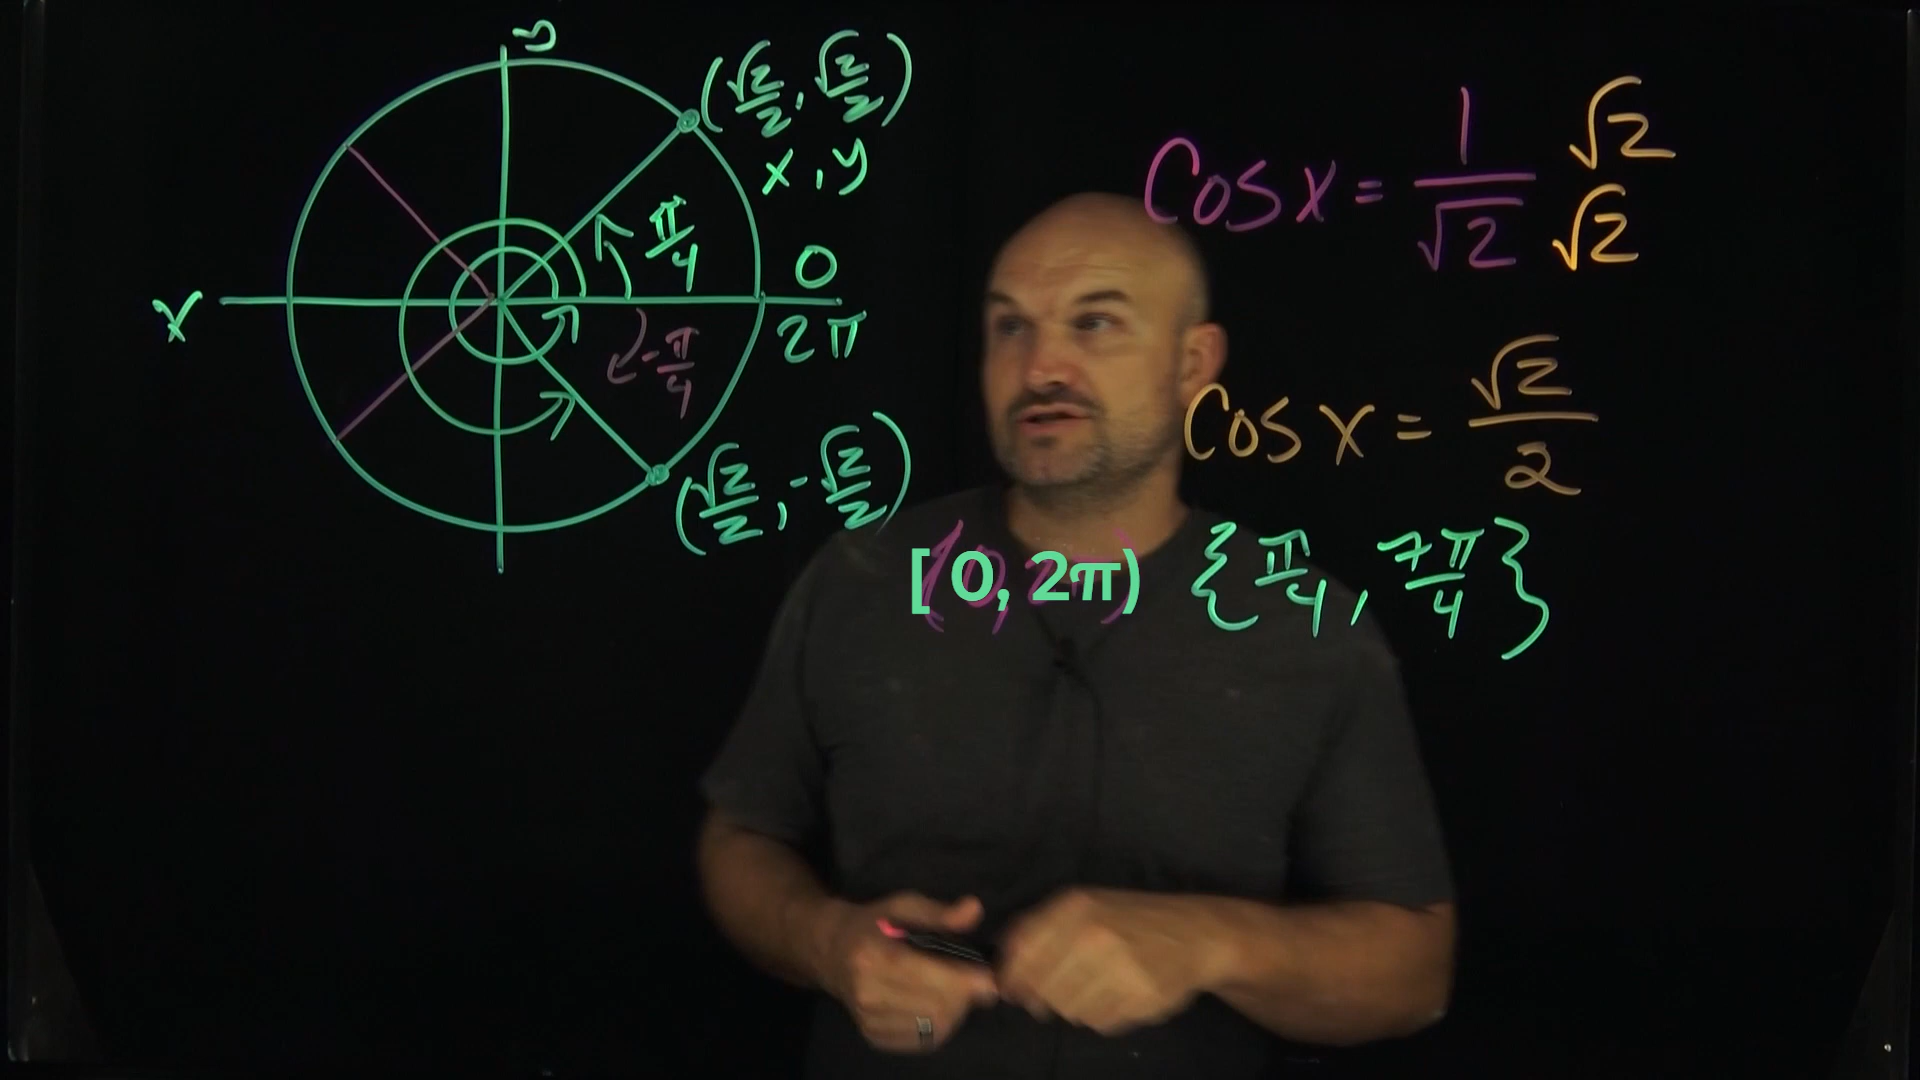 y
(√2/2, √2/2)
x, y
π/4
0
x
2π
-π/4
(√2/2, -√2/2)
cos x = 1/√2 √2/√2
cos x = √2/2
[0, 2π) {π/4, 7π/4}